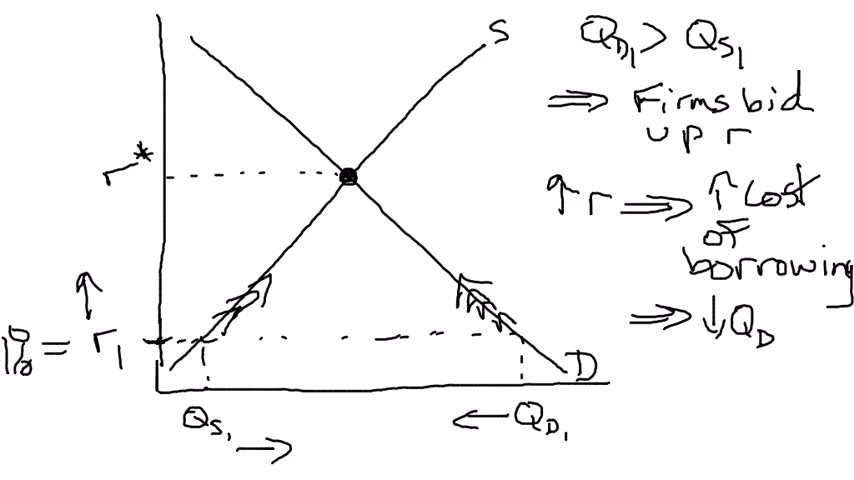 S
Q_D₁ > Q_S₁
⇒ Firms bid
up r
r*
↑ r ⇒ ↑ Cost
of
borrowing
⇒ ↓ Q_D
= r₁
D
Q_S₁
Q_D₁